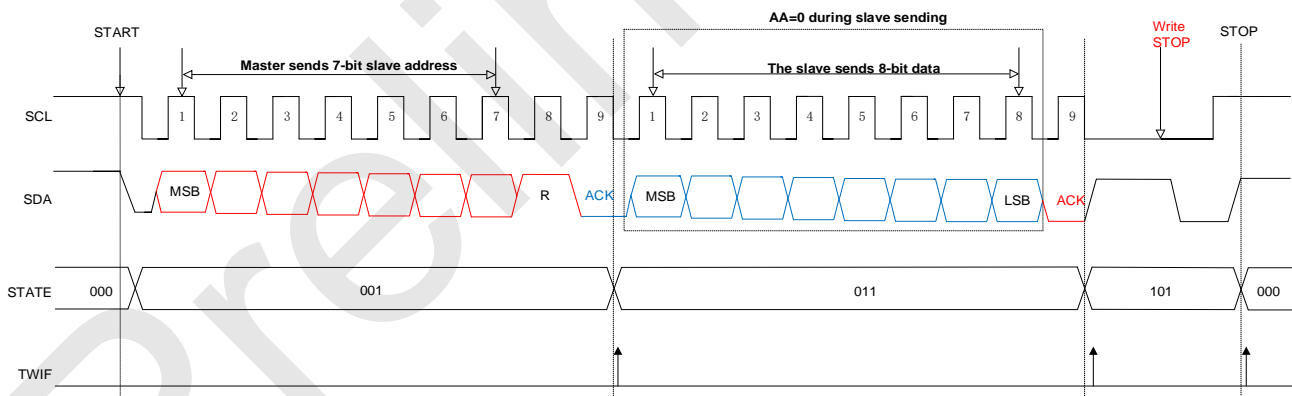 AA=0 during slave sending
START
Write
STOP
STOP
Master sends 7-bit slave address
The slave sends 8-bit data
SCL
1 2 3 4 5 6 7 8 9 1 2 3 4 5 6 7 8 9
SDA
MSB R ACK MSB LSB ACK
STATE
000 001 011 101 000
TWIF
Prelim